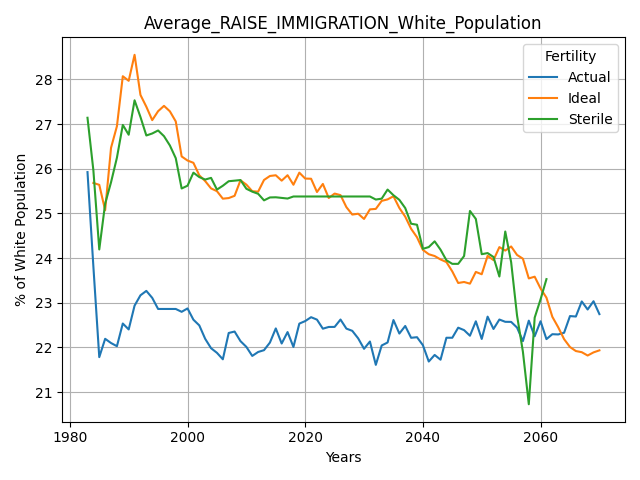 Average_RAISE_IMMIGRATION_White_Population
Fertility
Actual
Ideal
Sterile
% of White Population
28
27
26
25
24
23
22
21
1980
2000
2020
2040
2060
Years